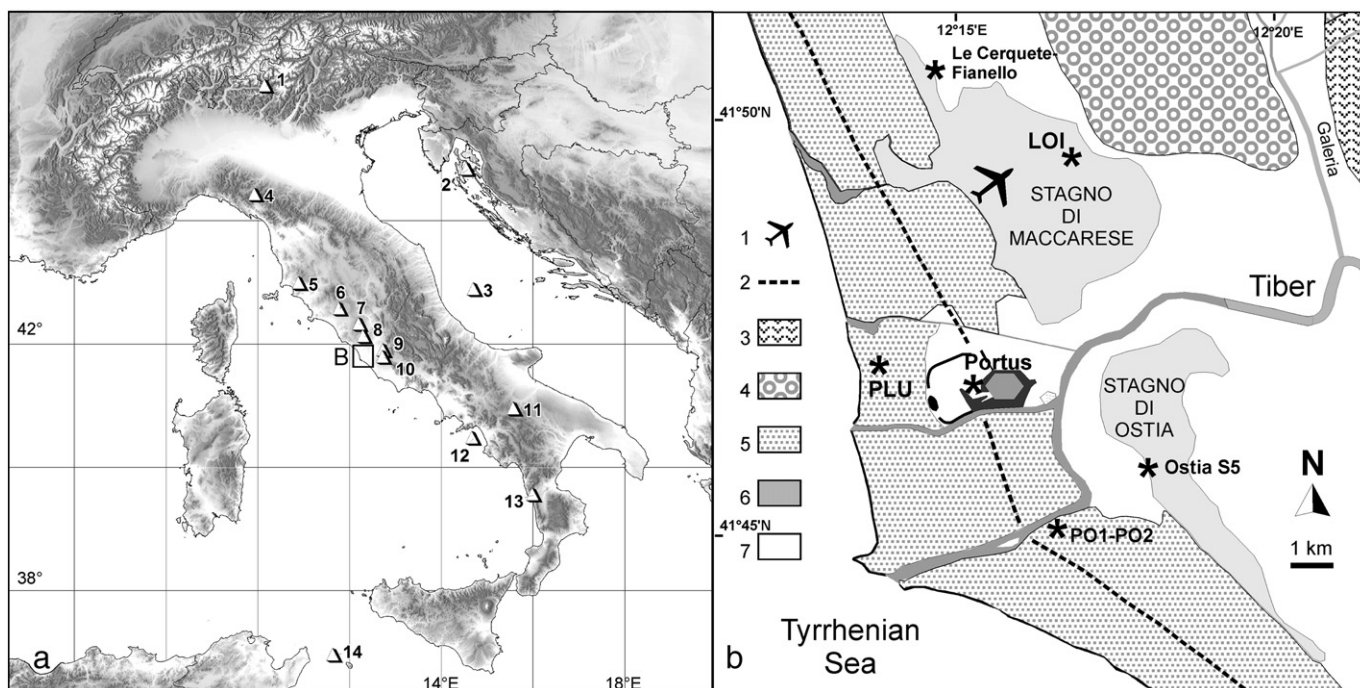 1
2
3
4
5
6
7
8
B
9
10
11
12
13
14
42°
38°
14°E
18°E
a
12°15'E
12°20'E
Le Cerquete-
Fianello
41°50'N
LOI
Galeria
STAGNO
DI
MACCARESE
1
2
3
4
5
6
7
Tiber
Portus
PLU
STAGNO
DI
OSTIA
Ostia S5
N
41°45'N
PO1-PO2
1 km
Tyrrhenian
Sea
b